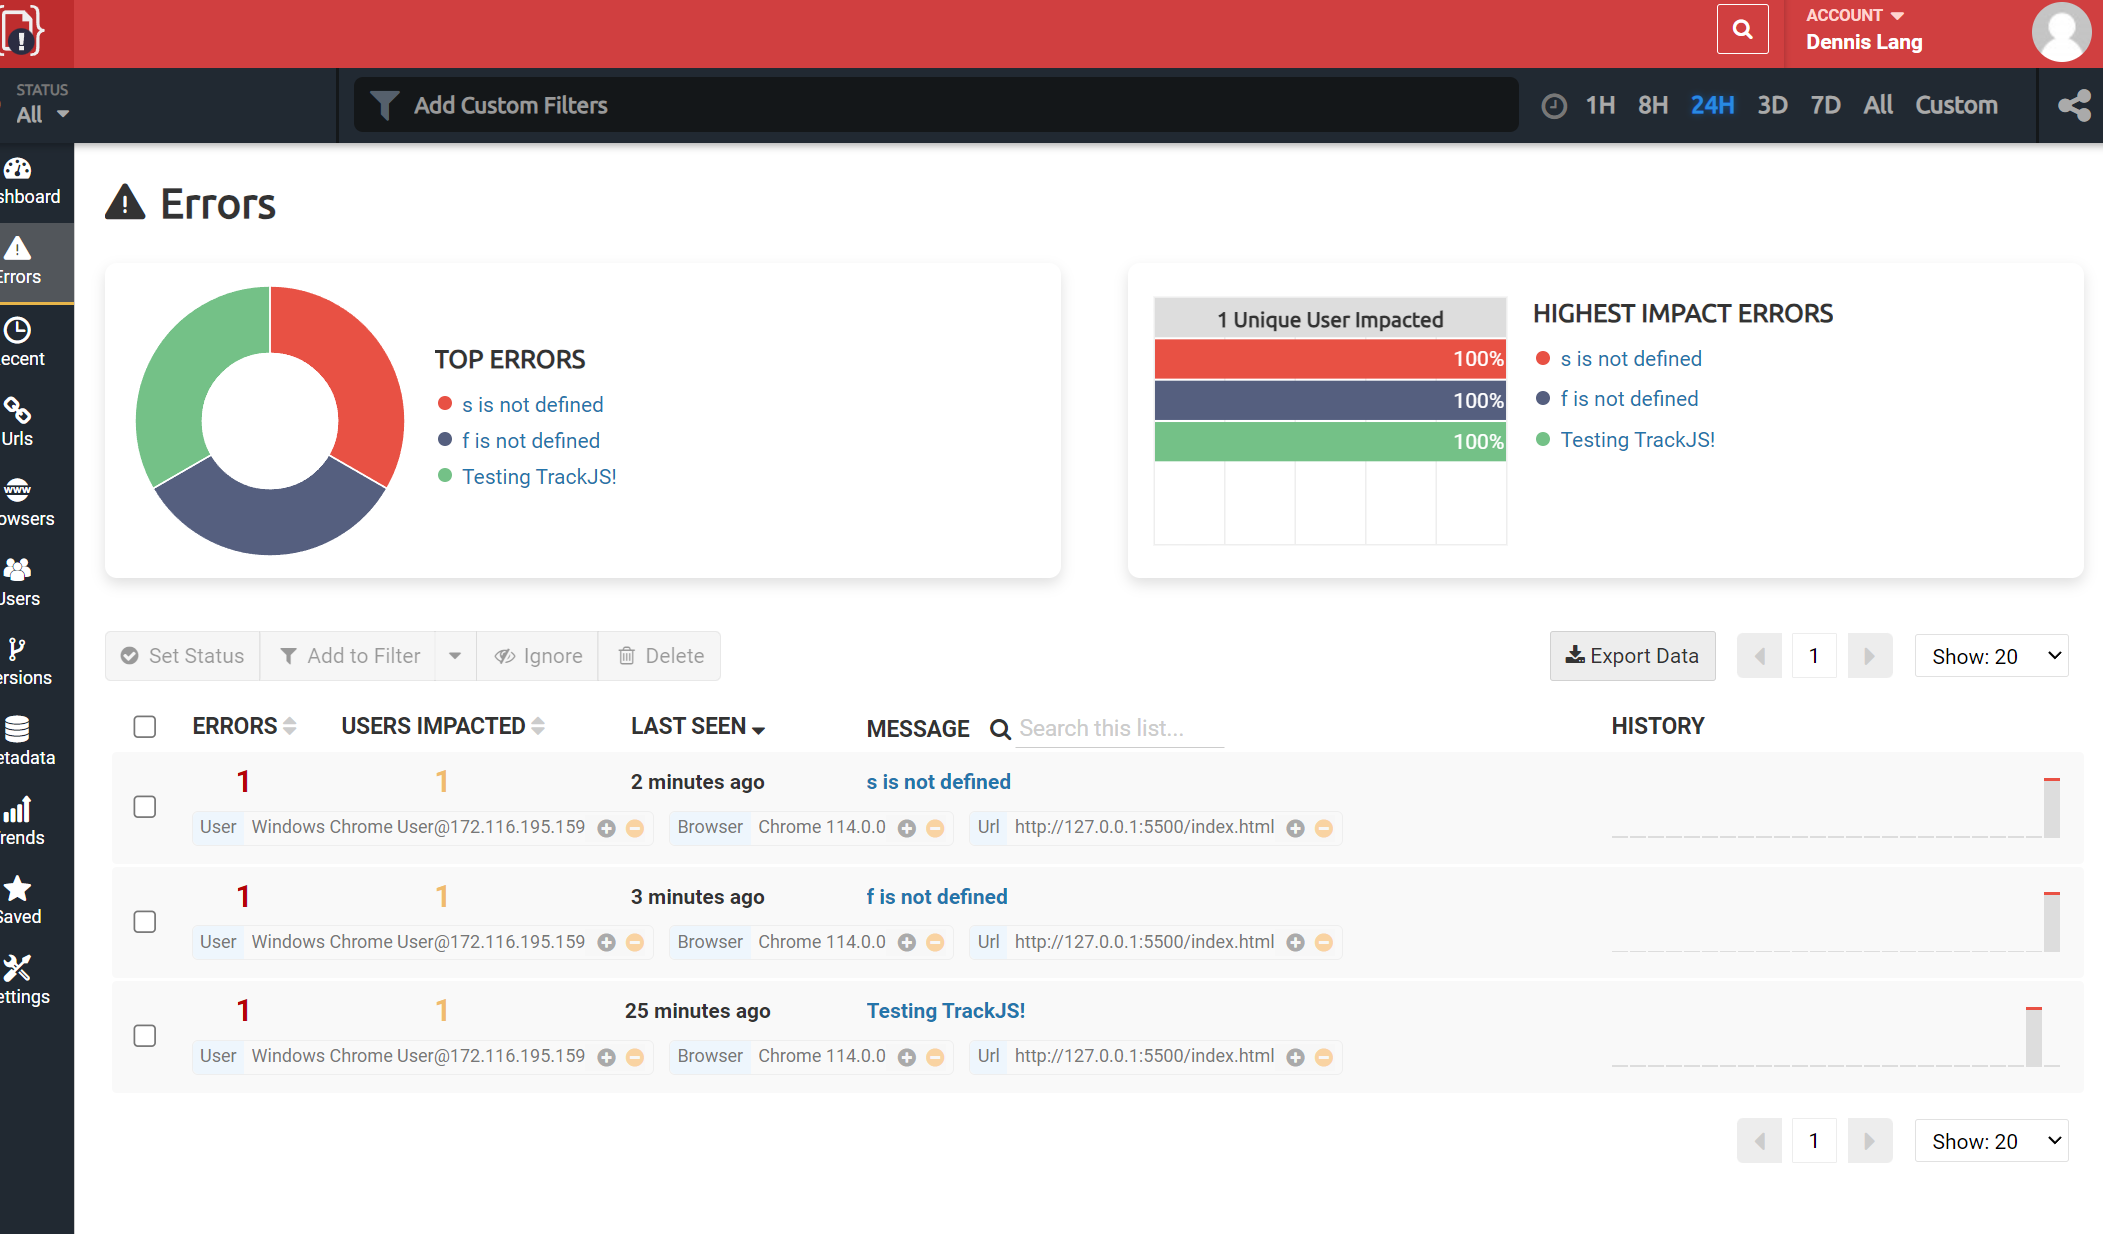 ACCOUNT
Dennis Lang
STATUS
All
Add Custom Filters
1H 8H 24H 3D 7D All Custom
shboard
Errors
ecent
Urls
owsers
Users
ersions
etadata
rends
Saved
ettings
Errors
TOP ERRORS
s is not defined
f is not defined
Testing TrackJS!
1 Unique User Impacted
100%
100%
100%
HIGHEST IMPACT ERRORS
s is not defined
f is not defined
Testing TrackJS!
Set Status Add to Filter Ignore Delete
Export Data 1 Show: 20
ERRORS USERS IMPACTED LAST SEEN MESSAGE Search this list... HISTORY
1 1 2 minutes ago s is not defined
User Windows Chrome User@172.116.195.159 Browser Chrome 114.0.0 Url http://127.0.0.1:5500/index.html
1 1 3 minutes ago f is not defined
User Windows Chrome User@172.116.195.159 Browser Chrome 114.0.0 Url http://127.0.0.1:5500/index.html
1 1 25 minutes ago Testing TrackJS!
User Windows Chrome User@172.116.195.159 Browser Chrome 114.0.0 Url http://127.0.0.1:5500/index.html
1 Show: 20